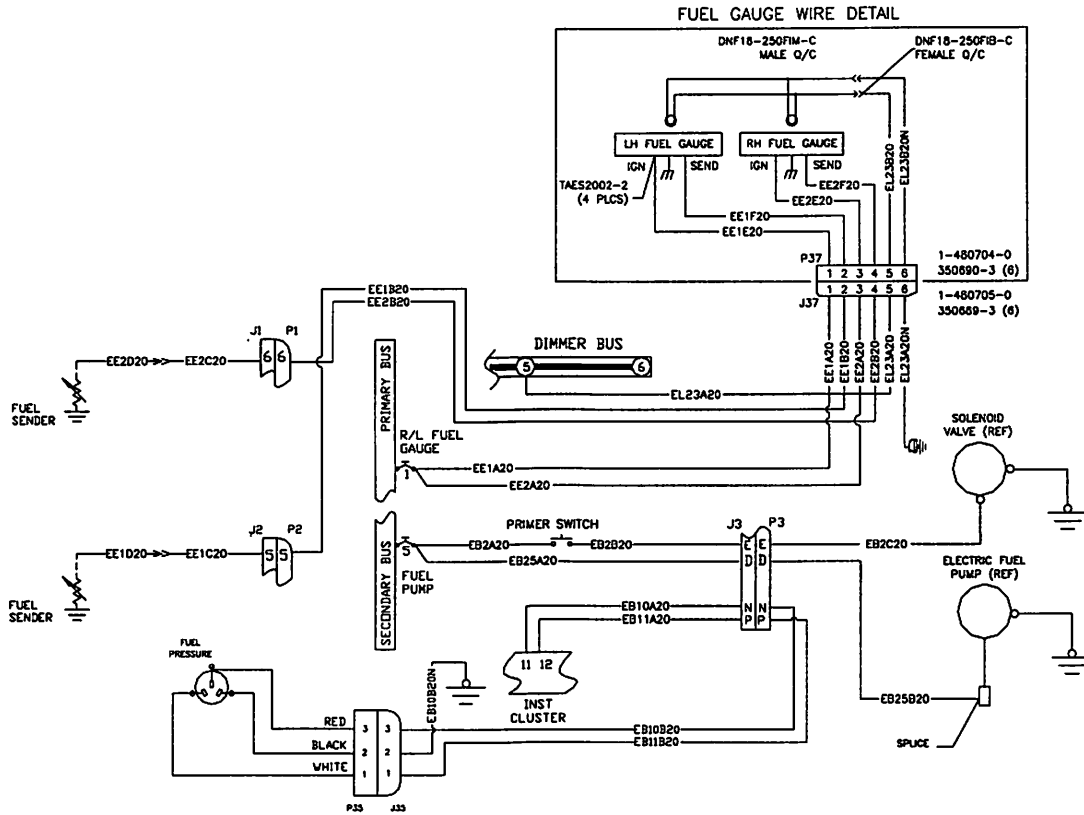 FUEL GAUGE WIRE DETAIL
DNF18-250FIM-C
MALE Q/C
DNF18-250FIB-C
FEMALE Q/C
LH FUEL GAUGE
RH FUEL GAUGE
IGN
SEND
IGN
SEND
TAES2002-2
(4 PLCS)
EE2F20
EE2E20
EE1F20
EE1E20
EL23B20
EL23B20N
P37
1 2 3 4 5 6
1 2 3 4 5 6
J37
1-480704-0
350690-3 (6)
1-480705-0
350689-3 (6)
EE1B20
EE2B20
J1
P1
6 6
EE2D20
EE2C20
FUEL
SENDER
PRIMARY BUS
DIMMER BUS
5
6
EL23A20
EE1A20
EE1B20
EE2A20
EE2B20
EL23A20
EL23A20N
R/L FUEL
GAUGE
1
EE1A20
EE2A20
SOLENOID
VALVE (REF)
J2
P2
5 5
EE1D20
EE1C20
FUEL
SENDER
SECONDARY BUS
5
FUEL
PUMP
PRIMER SWITCH
EB2A20
EB2B20
EB25A20
J3
P3
E E
D D
N N
P P
EB2C20
ELECTRIC FUEL
PUMP (REF)
EB10A20
EB11A20
11 12
INST
CLUSTER
FUEL
PRESSURE
EB10B20N
RED
BLACK
WHITE
3 3
2 2
1 1
P35
J35
EB10B20
EB11B20
EB25B20
SPLICE